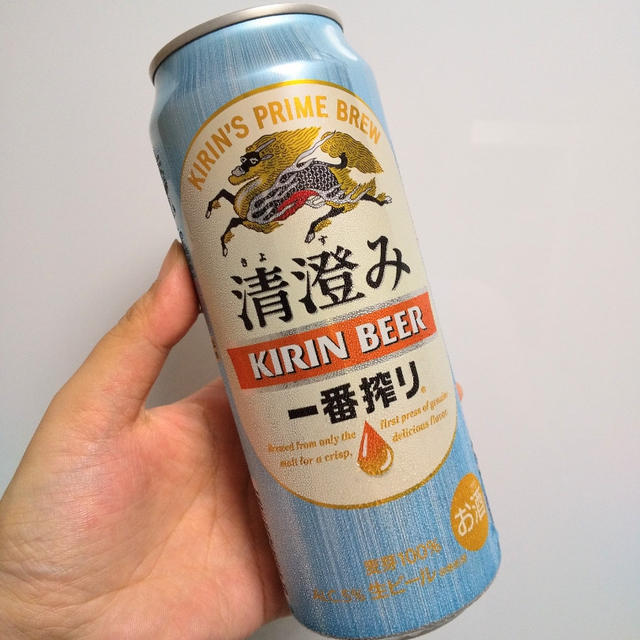 KIRIN'S PRIME BREW
きよ す
清澄み
KIRIN BEER
一番搾り®
Brewed from only the first press of genuine
malt for a crisp, delicious flavor.
お酒
麦芽100%
生ビール